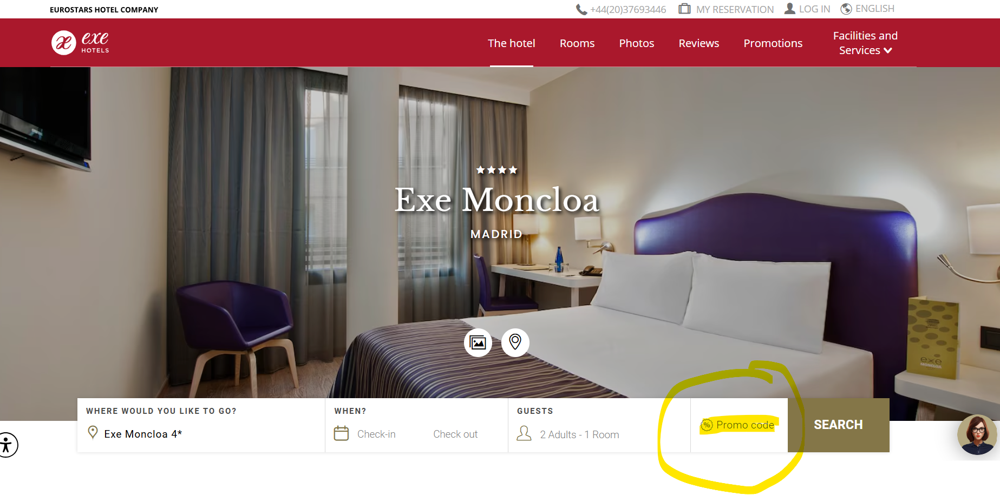 EUROSTARS HOTEL COMPANY
+44(20)37693446 MY RESERVATION LOG IN ENGLISH
exe
HOTELS
The hotel Rooms Photos Reviews Promotions Facilities and
Services
Exe Moncloa
MADRID
exe
MONCLOA
WHERE WOULD YOU LIKE TO GO? WHEN? GUESTS
Exe Moncloa 4* Check-in Check out 2 Adults - 1 Room % Promo code SEARCH